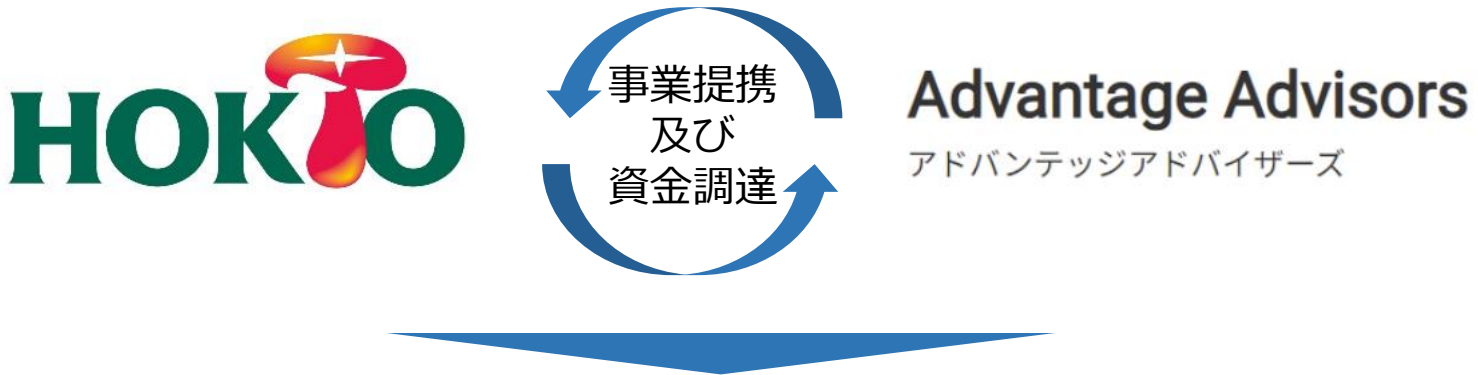 HOKTO
事業提携
及び
資金調達
Advantage Advisors
アドバンテッジアドバイザーズ